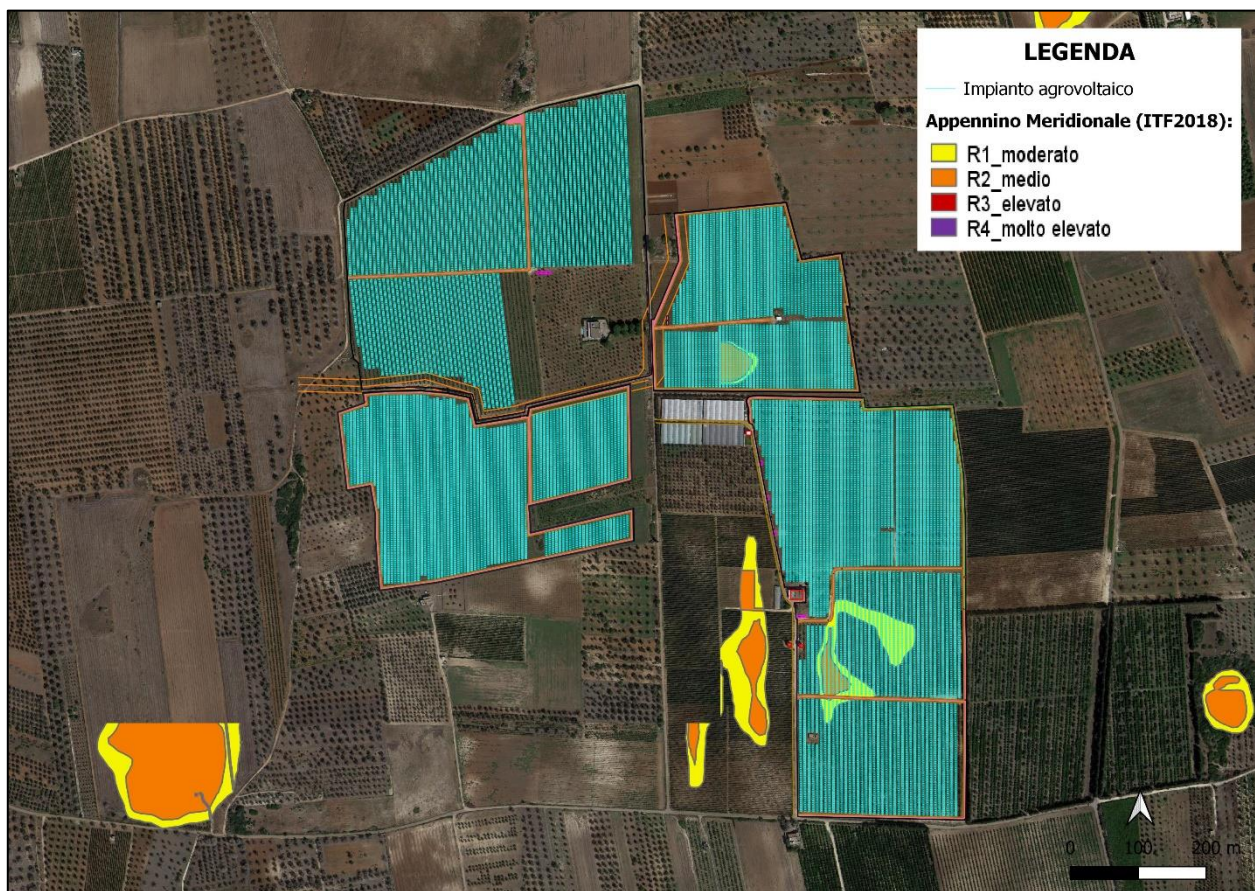 LEGENDA
Impianto agrovoltaico
Appennino Meridionale (ITF2018):
R1_moderato
R2_medio
R3_elevato
R4_molto elevato
0 100 200 m